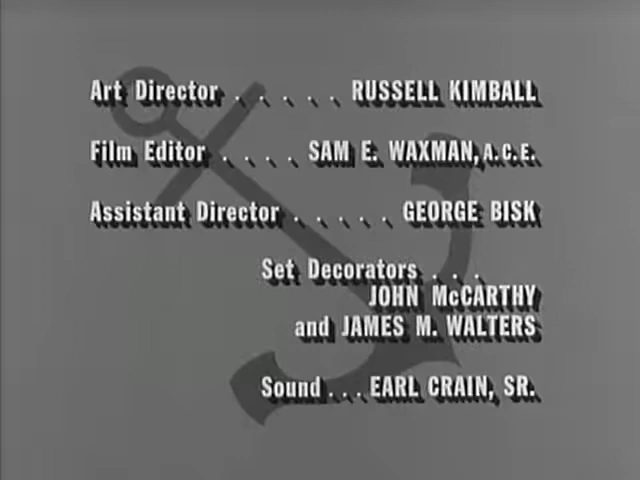 Art Director . . . . . RUSSELL KIMBALL
Film Editor . . . . SAM E. WAXMAN, A.C.E.
Assistant Director . . . . . GEORGE BISK
Set Decorators . . .
JOHN McCARTHY
and JAMES M. WALTERS
Sound . . . EARL CRAIN, SR.